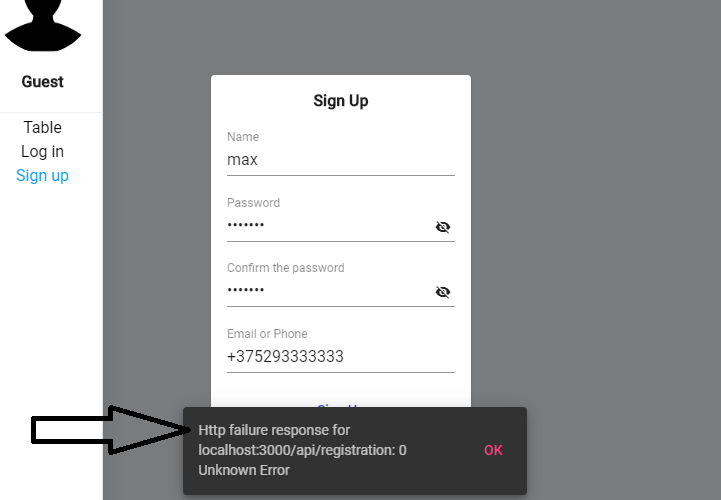 Guest
Table
Log in
Sign up
Sign Up
Name
max
Password
•••••••
Confirm the password
•••••••
Email or Phone
+375293333333
Http failure response for
localhost:3000/api/registration: 0
Unknown Error
OK